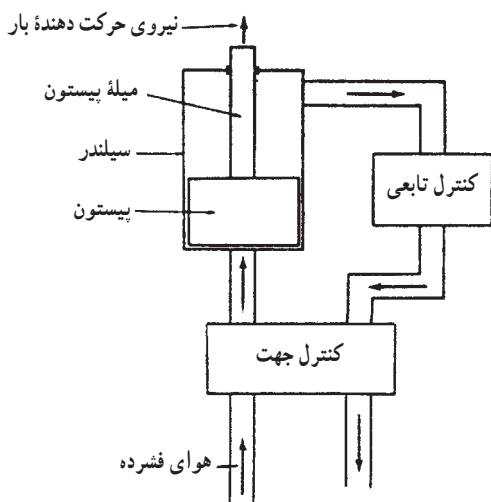 نیروی حرکت دهندهٔ بار
میلهٔ پیستون
سیلندر
پیستون
کنترل تابعی
کنترل جهت
هوای فشرده